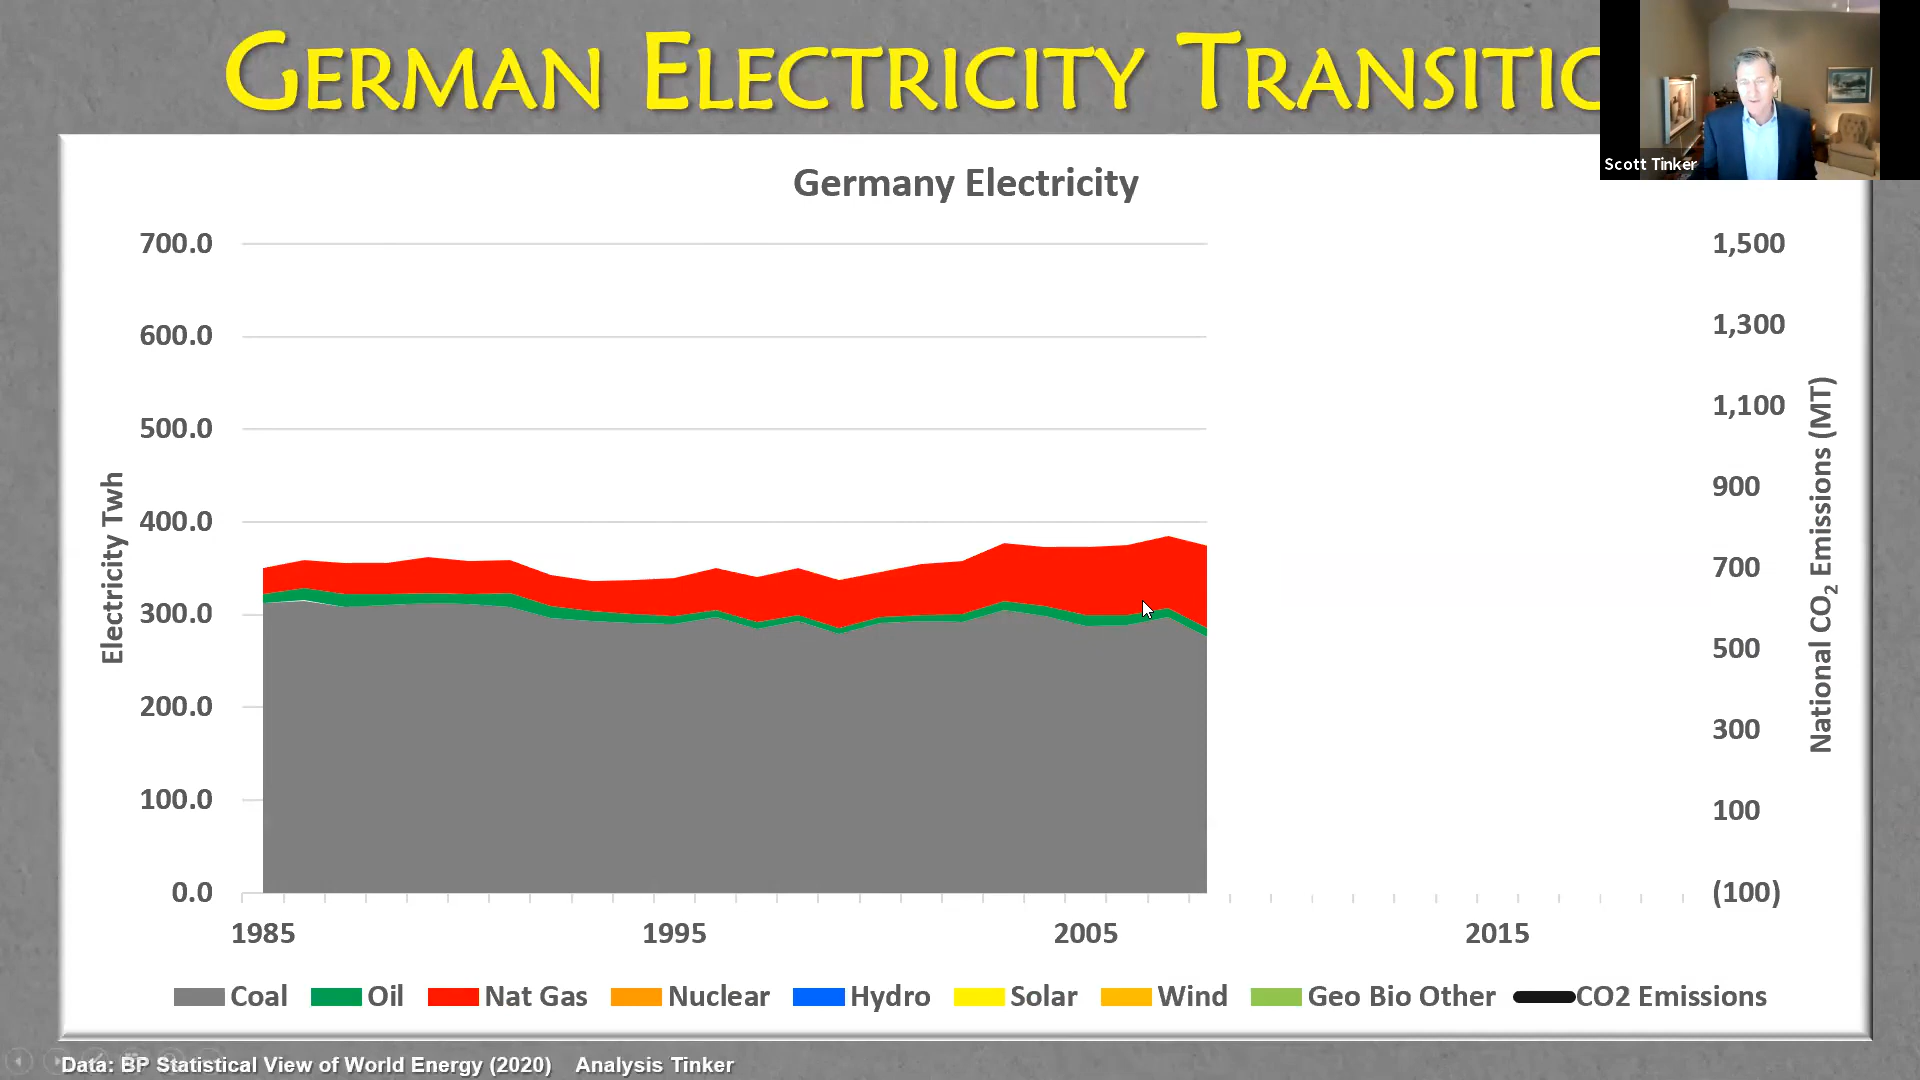 GERMAN ELECTRICITY TRANSITIO
Scott Tinker
Germany Electricity
700.0
600.0
500.0
400.0
300.0
200.0
100.0
0.0
Electricity Twh
1,500
1,300
1,100
900
700
500
300
100
(100)
National CO2 Emissions (MT)
1985 1995 2005 2015
Coal Oil Nat Gas Nuclear Hydro Solar Wind Geo Bio Other CO2 Emissions
Data: BP Statistical View of World Energy (2020) Analysis Tinker